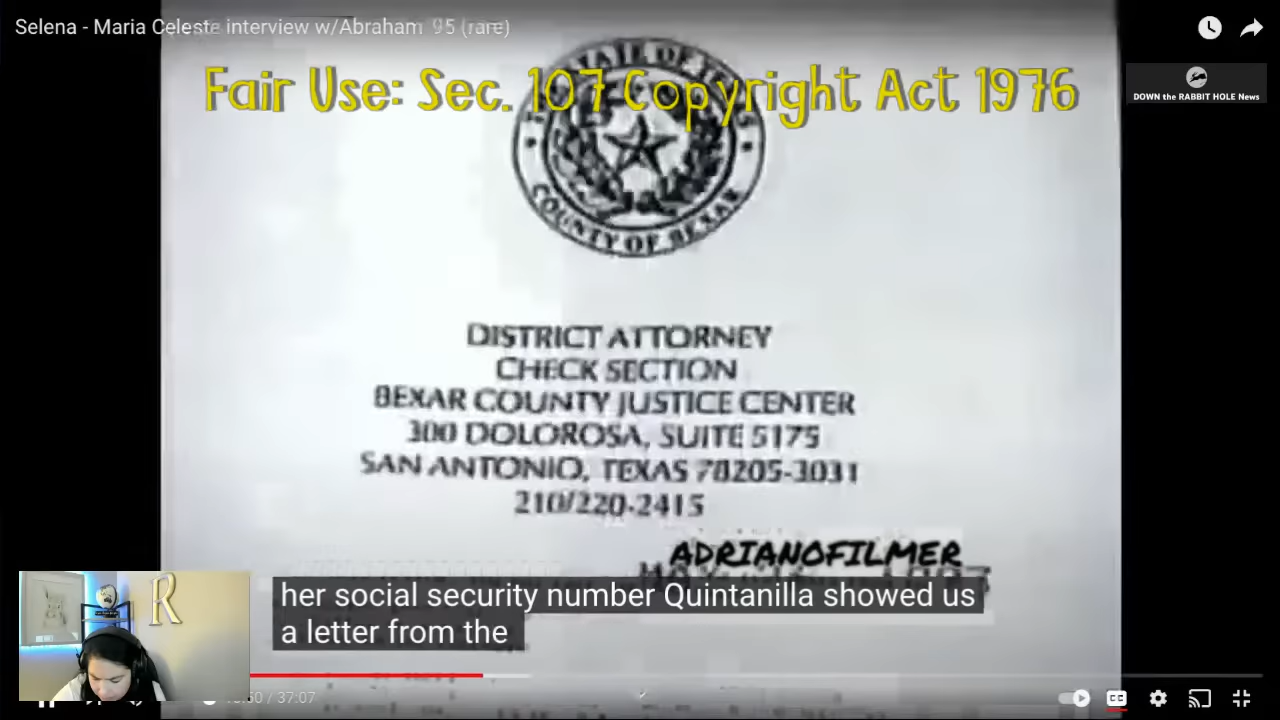 Selena - Maria Celeste interview w/Abraham '95 (rare)
Fair Use: Sec. 107 Copyright Act 1976
DOWN the RABBIT HOLE News
COUNTY OF BEXAR
DISTRICT ATTORNEY
CHECK SECTION
BEXAR COUNTY JUSTICE CENTER
300 DOLOROSA, SUITE 5175
SAN ANTONIO, TEXAS 78205-3031
210/220-2415
ADRIANOFILMER
her social security number Quintanilla showed us
a letter from the
R
/ 37:07
CC